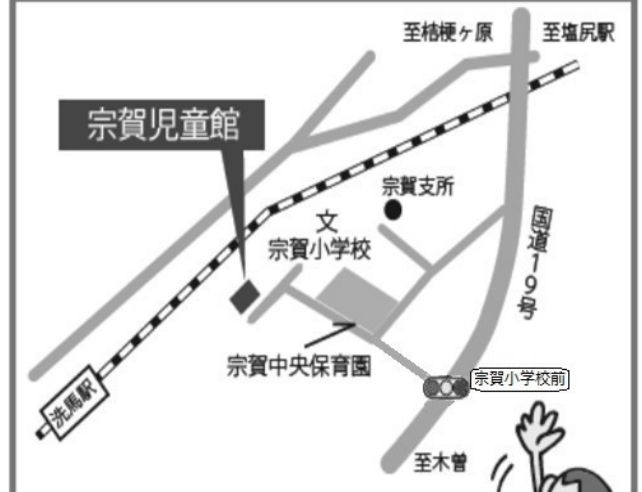 至桔梗ヶ原
至塩尻駅
宗賀児童館
宗賀支所
文
宗賀小学校
国道19号
宗賀中央保育園
宗賀小学校前
洗馬駅
至木曽